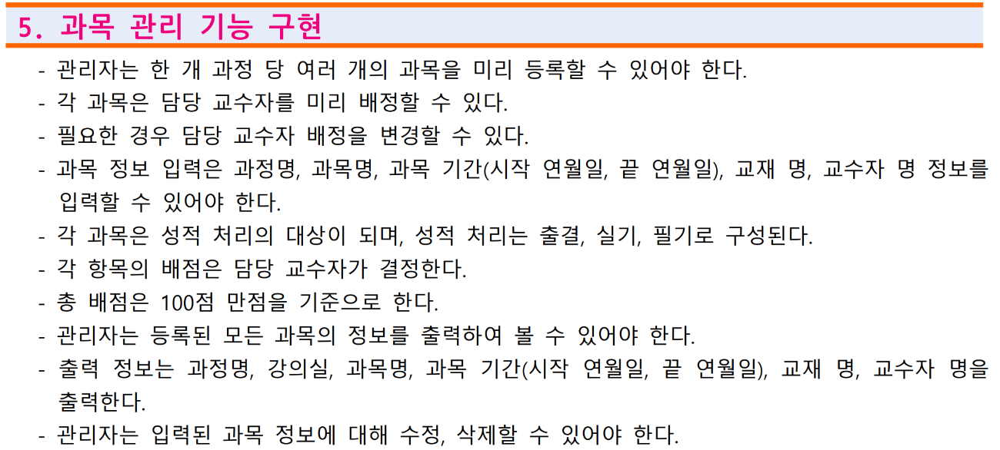 5. 과목 관리 기능 구현
- 관리자는 한 개 과정 당 여러 개의 과목을 미리 등록할 수 있어야 한다.
- 각 과목은 담당 교수자를 미리 배정할 수 있다.
- 필요한 경우 담당 교수자 배정을 변경할 수 있다.
- 과목 정보 입력은 과정명, 과목명, 과목 기간(시작 연월일, 끝 연월일), 교재 명, 교수자 명 정보를
입력할 수 있어야 한다.
- 각 과목은 성적 처리의 대상이 되며, 성적 처리는 출결, 실기, 필기로 구성된다.
- 각 항목의 배점은 담당 교수자가 결정한다.
- 총 배점은 100점 만점을 기준으로 한다.
- 관리자는 등록된 모든 과목의 정보를 출력하여 볼 수 있어야 한다.
- 출력 정보는 과정명, 강의실, 과목명, 과목 기간(시작 연월일, 끝 연월일), 교재 명, 교수자 명을
출력한다.
- 관리자는 입력된 과목 정보에 대해 수정, 삭제할 수 있어야 한다.